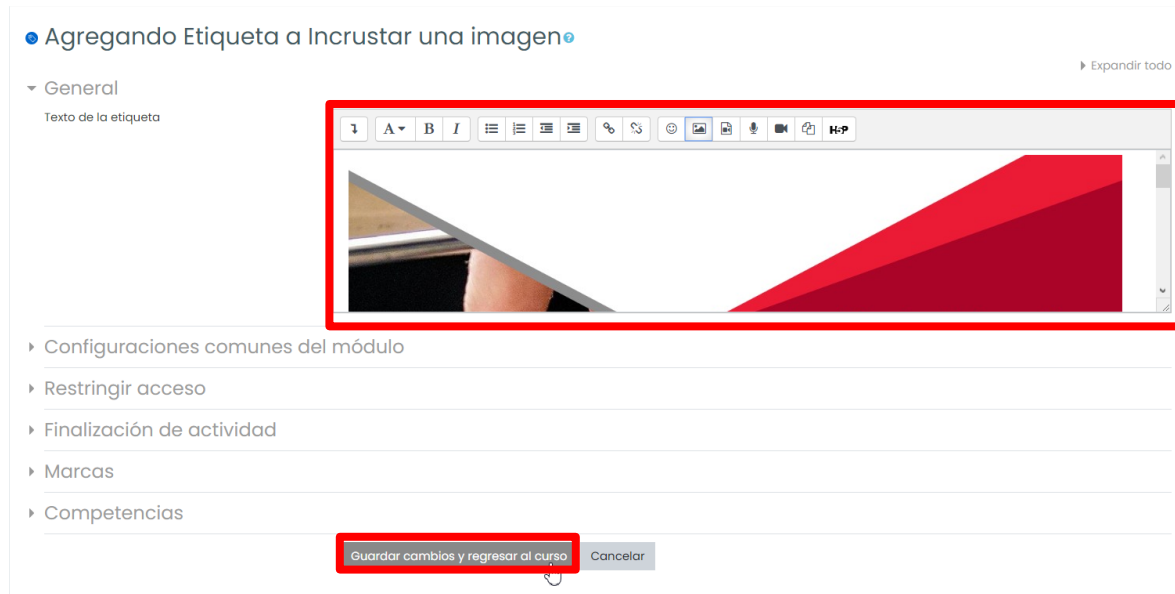 Agregando Etiqueta a Incrustar una imagen
Expandir todo
General
Texto de la etiqueta
A B I H5P
Configuraciones comunes del módulo
Restringir acceso
Finalización de actividad
Marcas
Competencias
Guardar cambios y regresar al curso Cancelar